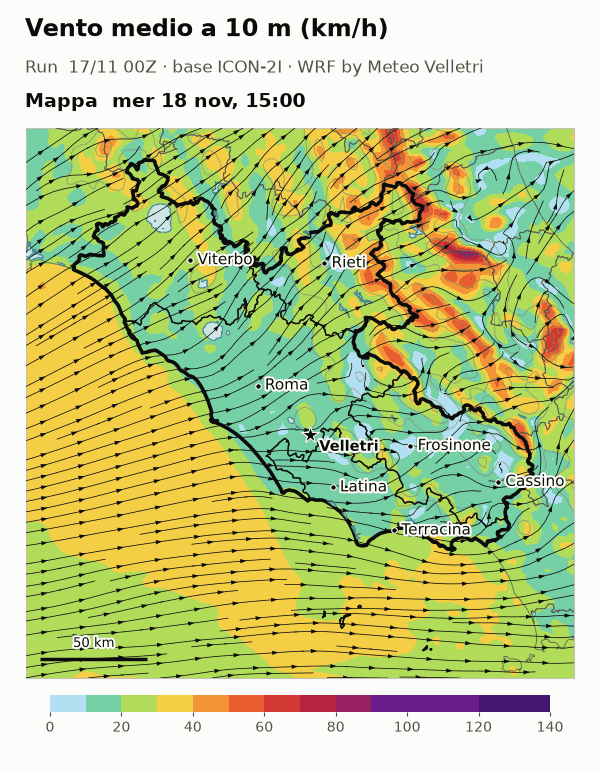 Vento medio a 10 m (km/h)
Run  17/11 00Z · base ICON-2I · WRF by Meteo Velletri
Mappa  mer 18 nov, 15:00
Viterbo
Rieti
Roma
Velletri
Frosinone
Cassino
Latina
Terracina
50 km
0 20 40 60 80 100 120 140